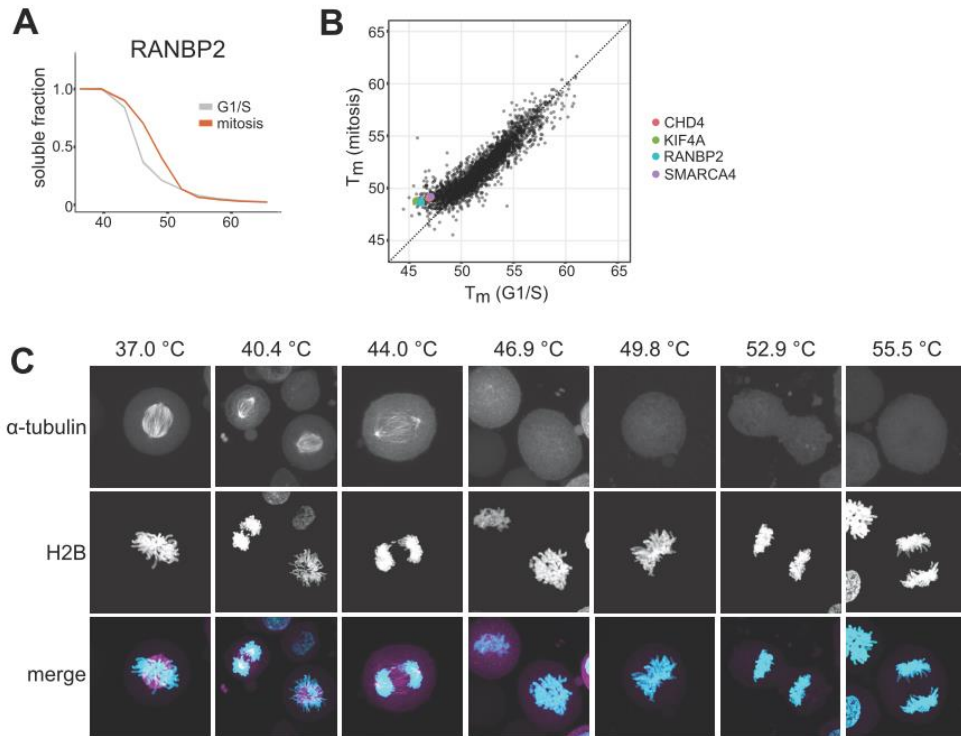 A
RANBP2
soluble fraction
1.0
0.5
0
40 50 60
G1/S
mitosis
B
Tm (mitosis)
65
60
55
50
45
45 50 55 60 65
Tm (G1/S)
CHD4
KIF4A
RANBP2
SMARCA4
C
37.0 °C 40.4 °C 44.0 °C 46.9 °C 49.8 °C 52.9 °C 55.5 °C
α-tubulin
H2B
merge